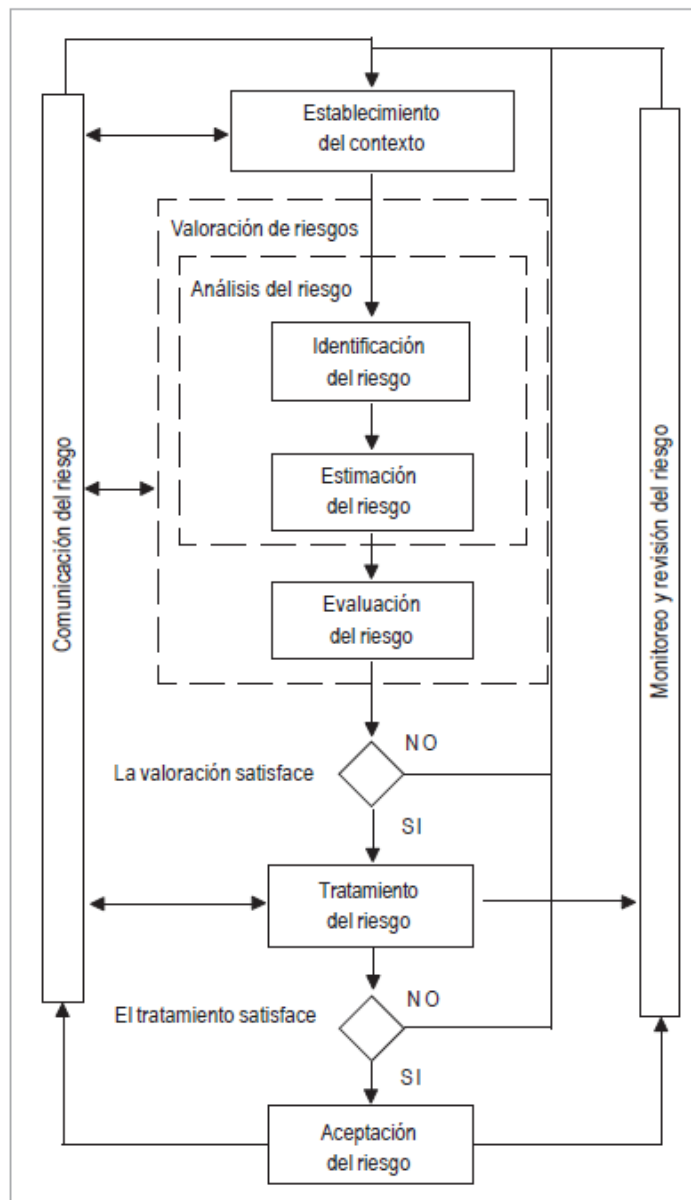 Establecimiento
del contexto
Valoración de riesgos
Análisis del riesgo
Identificación
del riesgo
Estimación
del riesgo
Evaluación
del riesgo
Comunicación del riesgo
Monitoreo y revisión del riesgo
NO
La valoración satisface
SI
Tratamiento
del riesgo
NO
El tratamiento satisface
SI
Aceptación
del riesgo